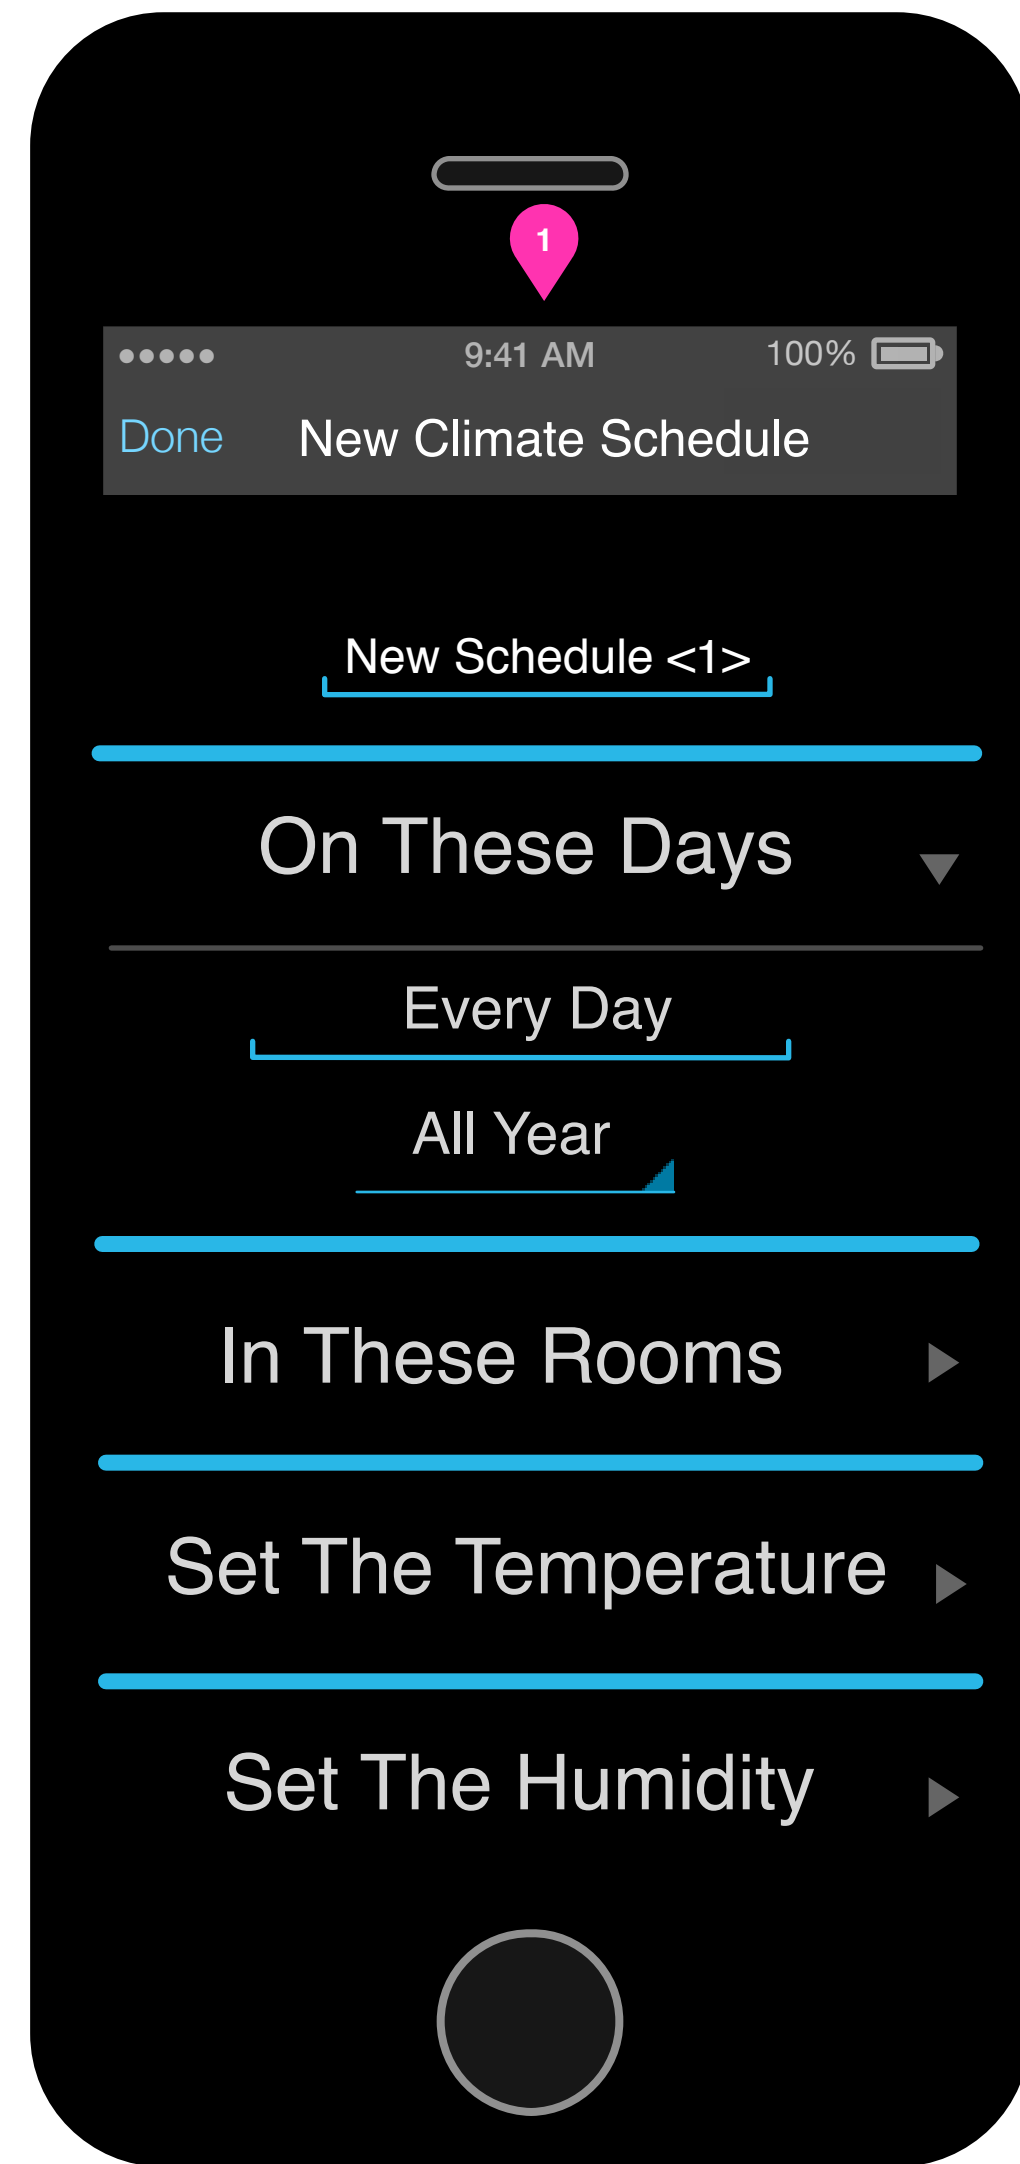 1
9:41 AM 100%
Done New Climate Schedule
New Schedule <1>
On These Days
Every Day
All Year
In These Rooms
Set The Temperature
Set The Humidity